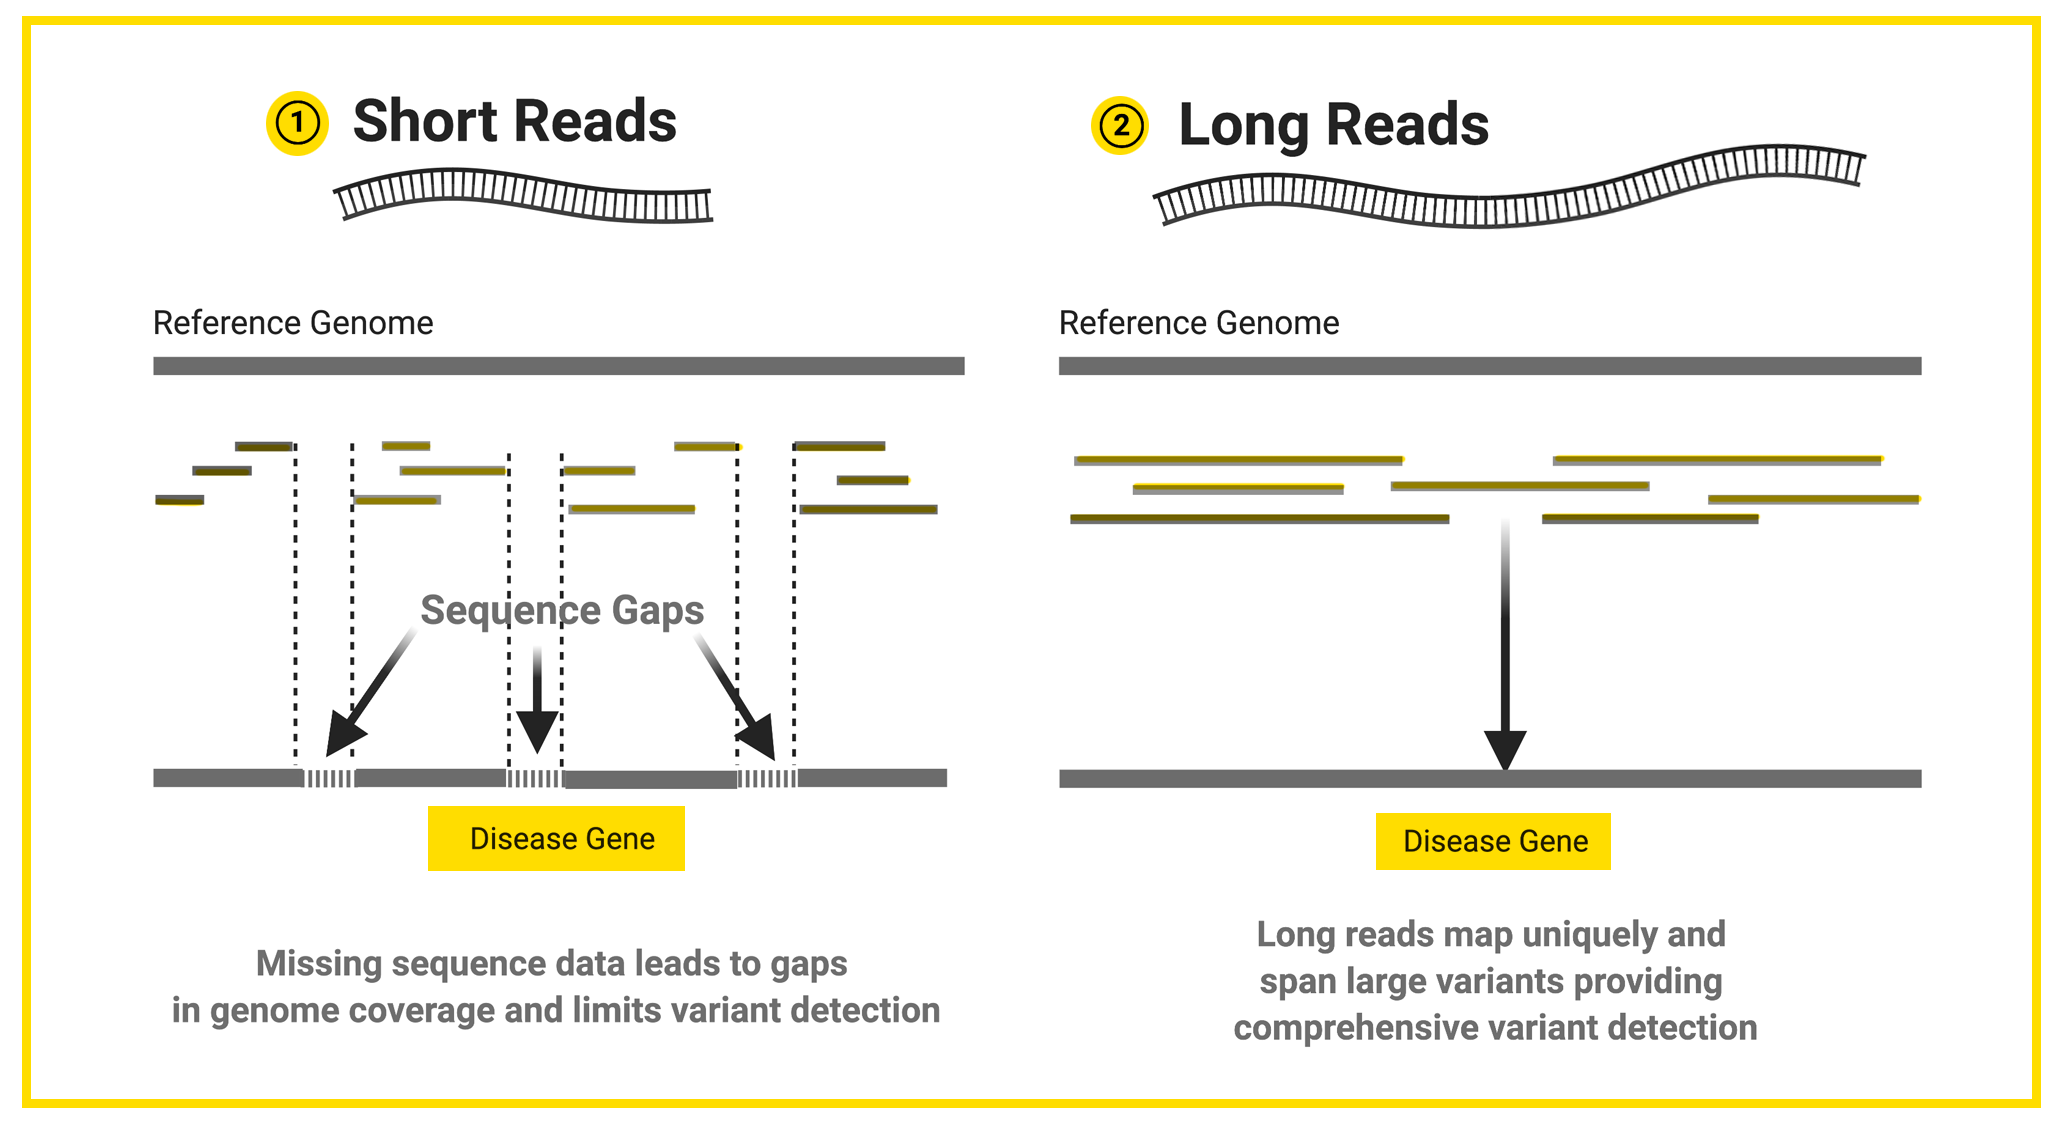 1 Short Reads
Reference Genome
Sequence Gaps
Disease Gene
Missing sequence data leads to gaps
in genome coverage and limits variant detection
2 Long Reads
Reference Genome
Disease Gene
Long reads map uniquely and
span large variants providing
comprehensive variant detection